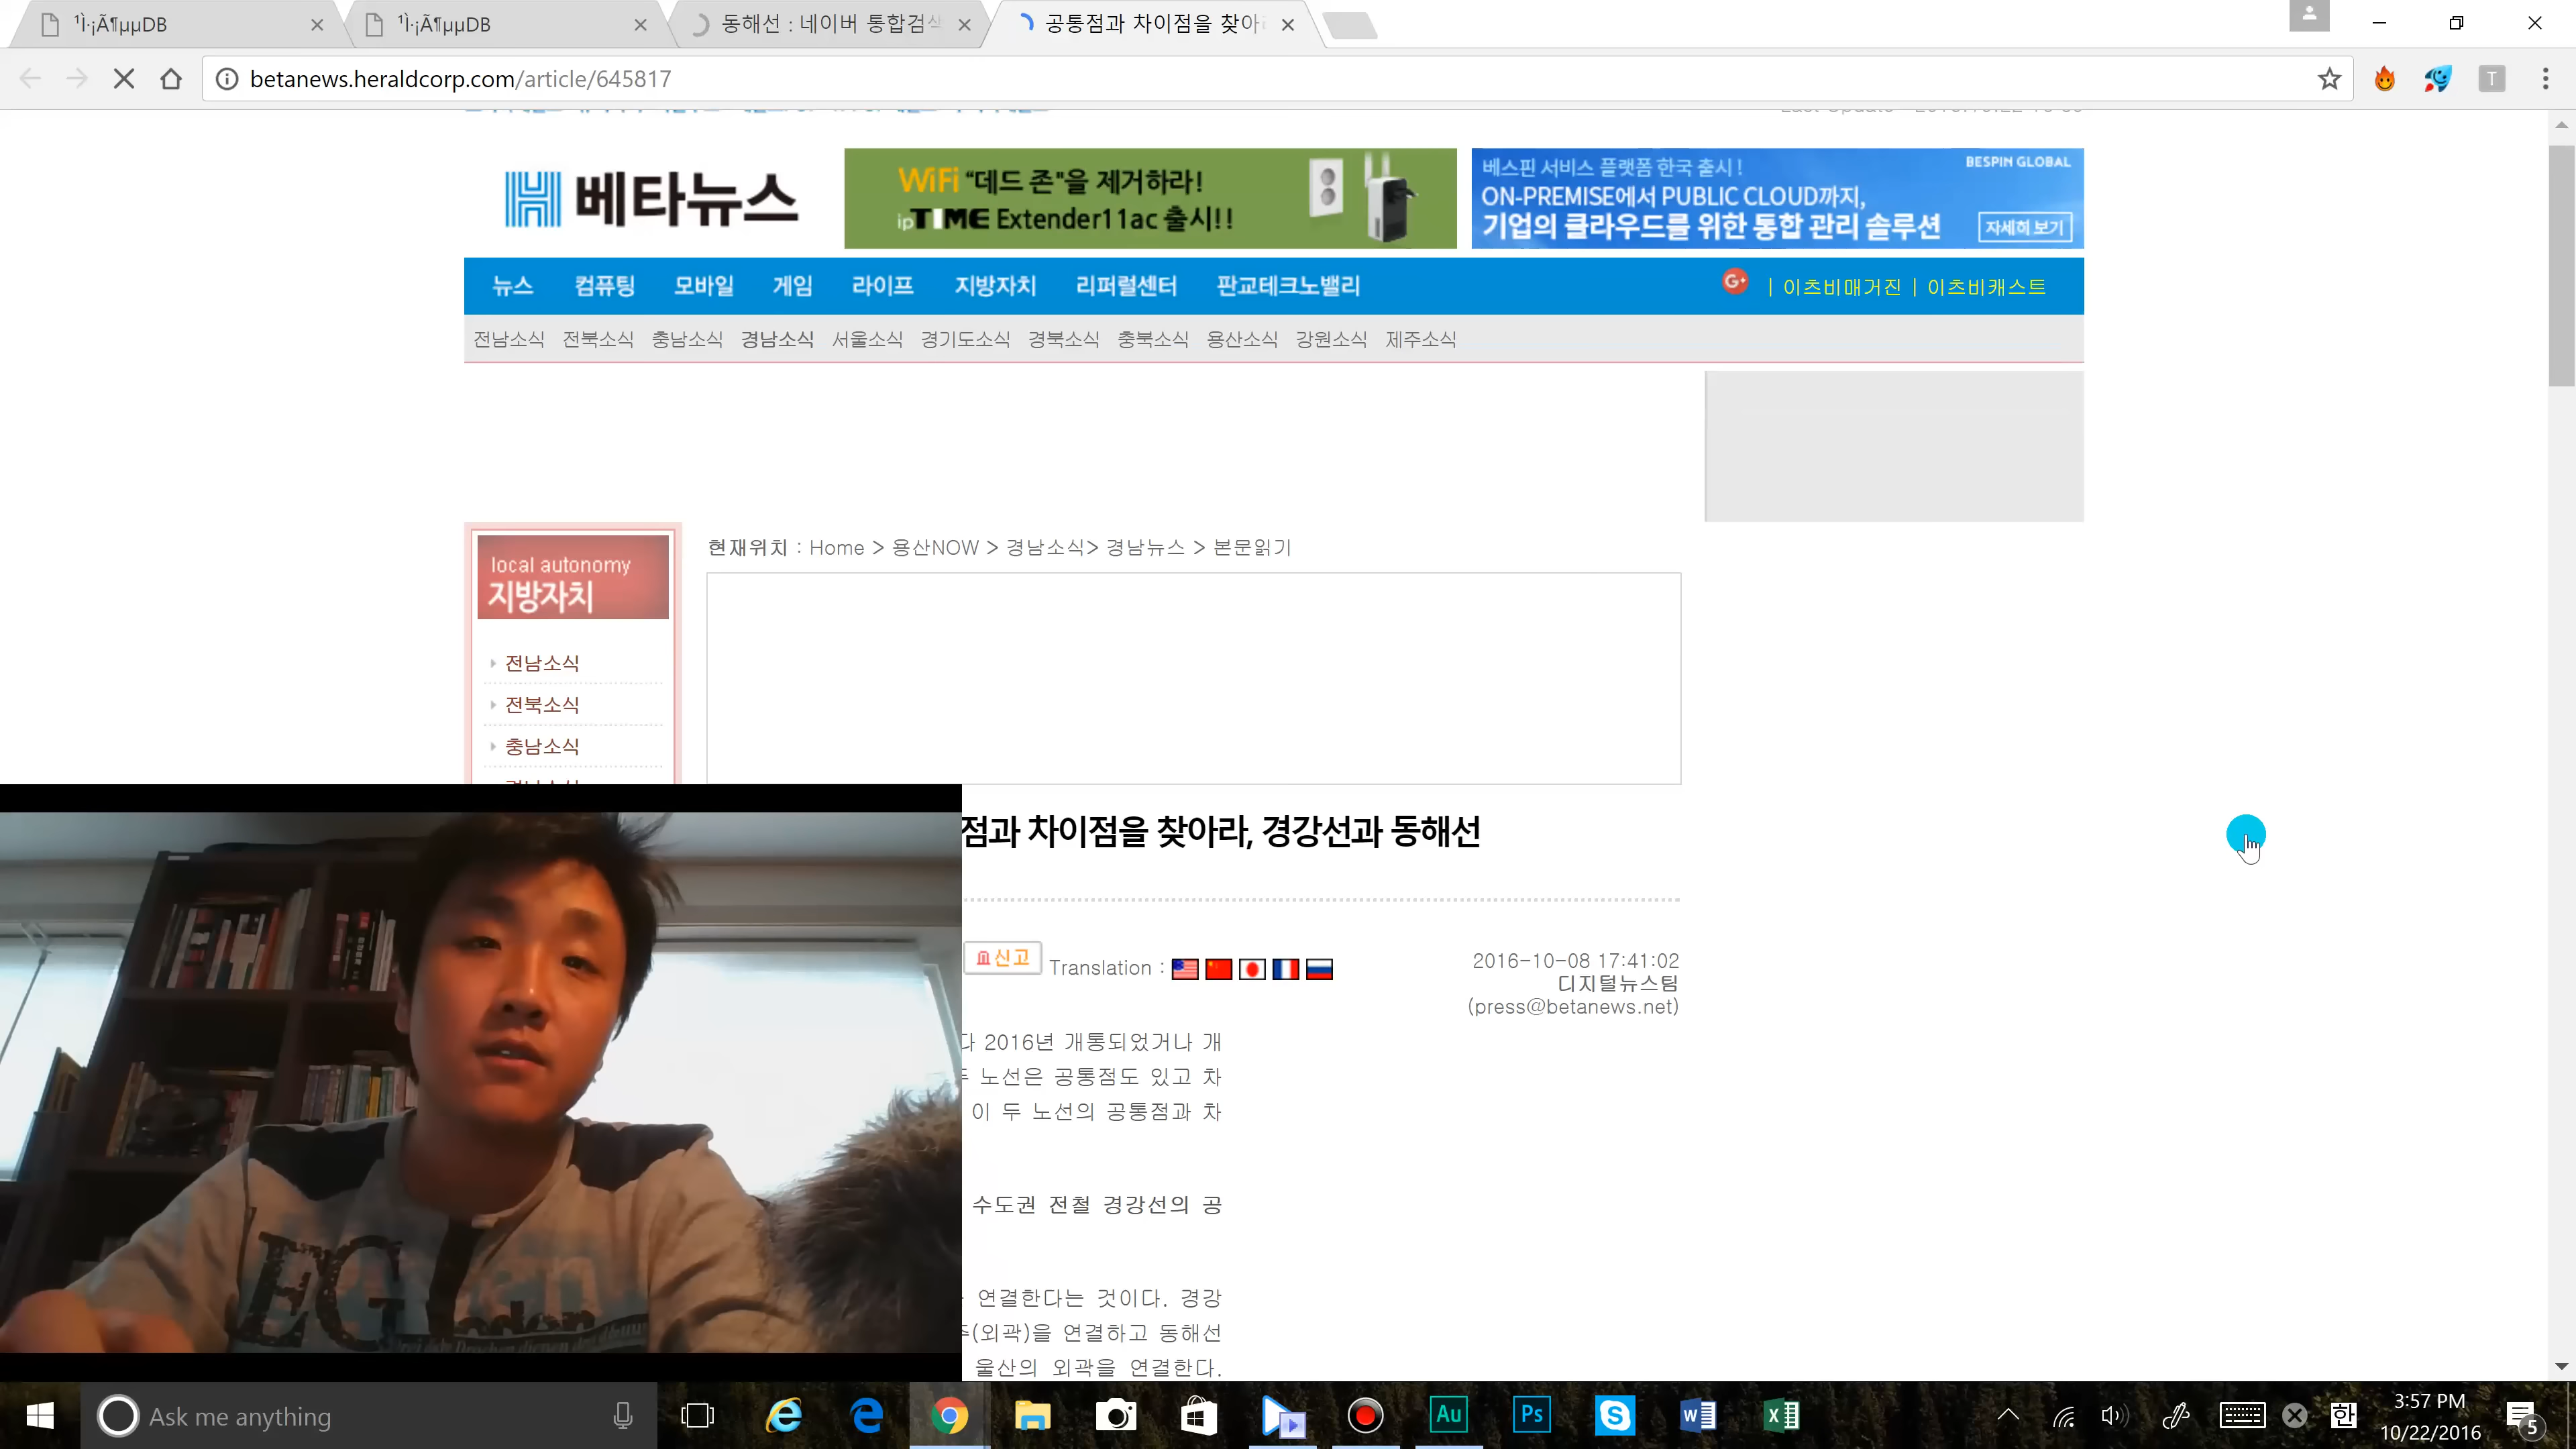 ¹Ì·¡Ã¶µµDB
¹Ì·¡Ã¶µµDB
동해선 : 네이버 통합검색
공통점과 차이점을 찾아
betanews.heraldcorp.com/article/645817
베타뉴스
WiFi “데드 존"을 제거하라!
ipTIME Extender11ac 출시!!
베스핀 서비스 플랫폼 한국 출시 !
BESPIN GLOBAL
ON-PREMISE에서 PUBLIC CLOUD까지,
기업의 클라우드를 위한 통합 관리 솔루션
자세히 보기
뉴스 컴퓨팅 모바일 게임 라이프 지방자치 리퍼럴센터 판교테크노밸리
G+ | 이츠비매거진 | 이츠비캐스트
전남소식 전북소식 충남소식 경남소식 서울소식 경기도소식 경북소식 충북소식 용산소식 강원소식 제주소식
현재위치 : Home > 용산NOW > 경남소식> 경남뉴스 > 본문읽기
local autonomy
지방자치
전남소식
전북소식
충남소식
점과 차이점을 찾아라, 경강선과 동해선
신고
Translation :
2016-10-08 17:41:02
디지털뉴스팀
(press@betanews.net)
다 2016년 개통되었거나 개
노선은 공통점도 있고 차
이 두 노선의 공통점과 차
수도권 전철 경강선의 공
연결한다는 것이다. 경강
(외곽)을 연결하고 동해선
울산의 외곽을 연결한다.
EG
Ask me anything
Au
Ps
한
3:57 PM
10/22/2016
5